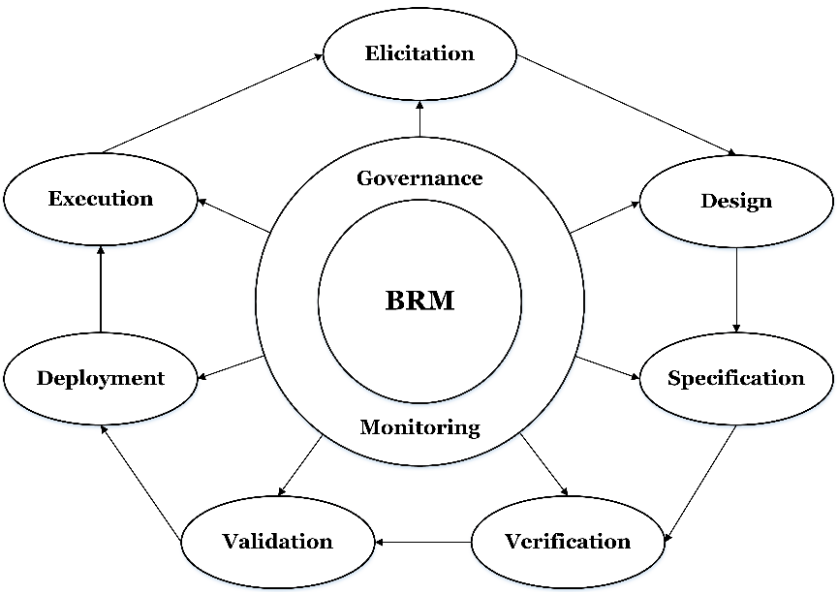 Elicitation
Governance
Execution
Design
BRM
Deployment
Specification
Monitoring
Validation
Verification